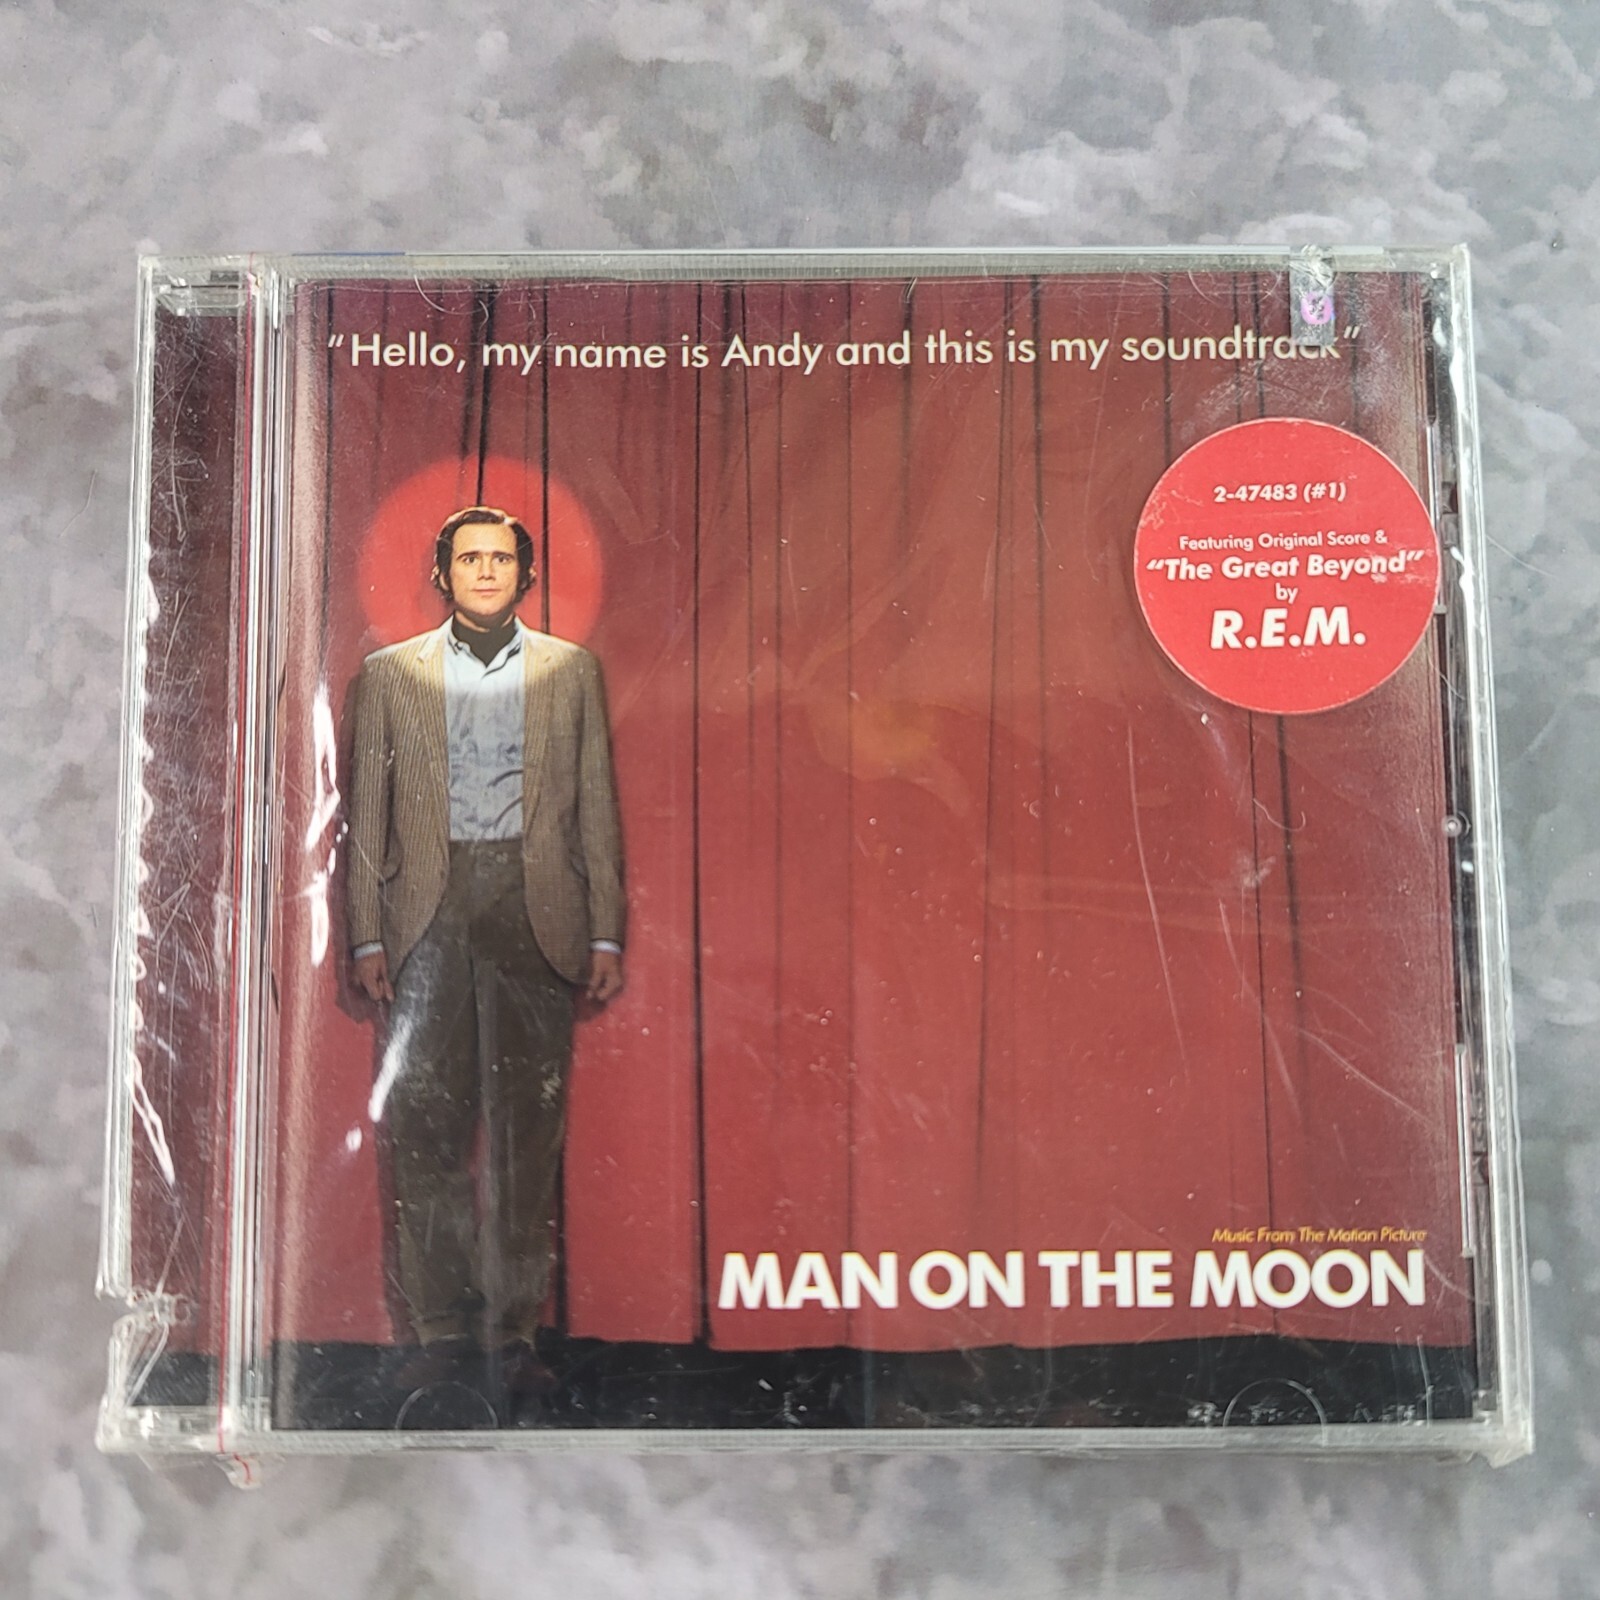 "Hello, my name is Andy and this is my soundtrack"
2-47483 (#1)
Featuring Original Score &
"The Great Beyond"
by
R.E.M.
Music From The Motion Picture
MAN ON THE MOON